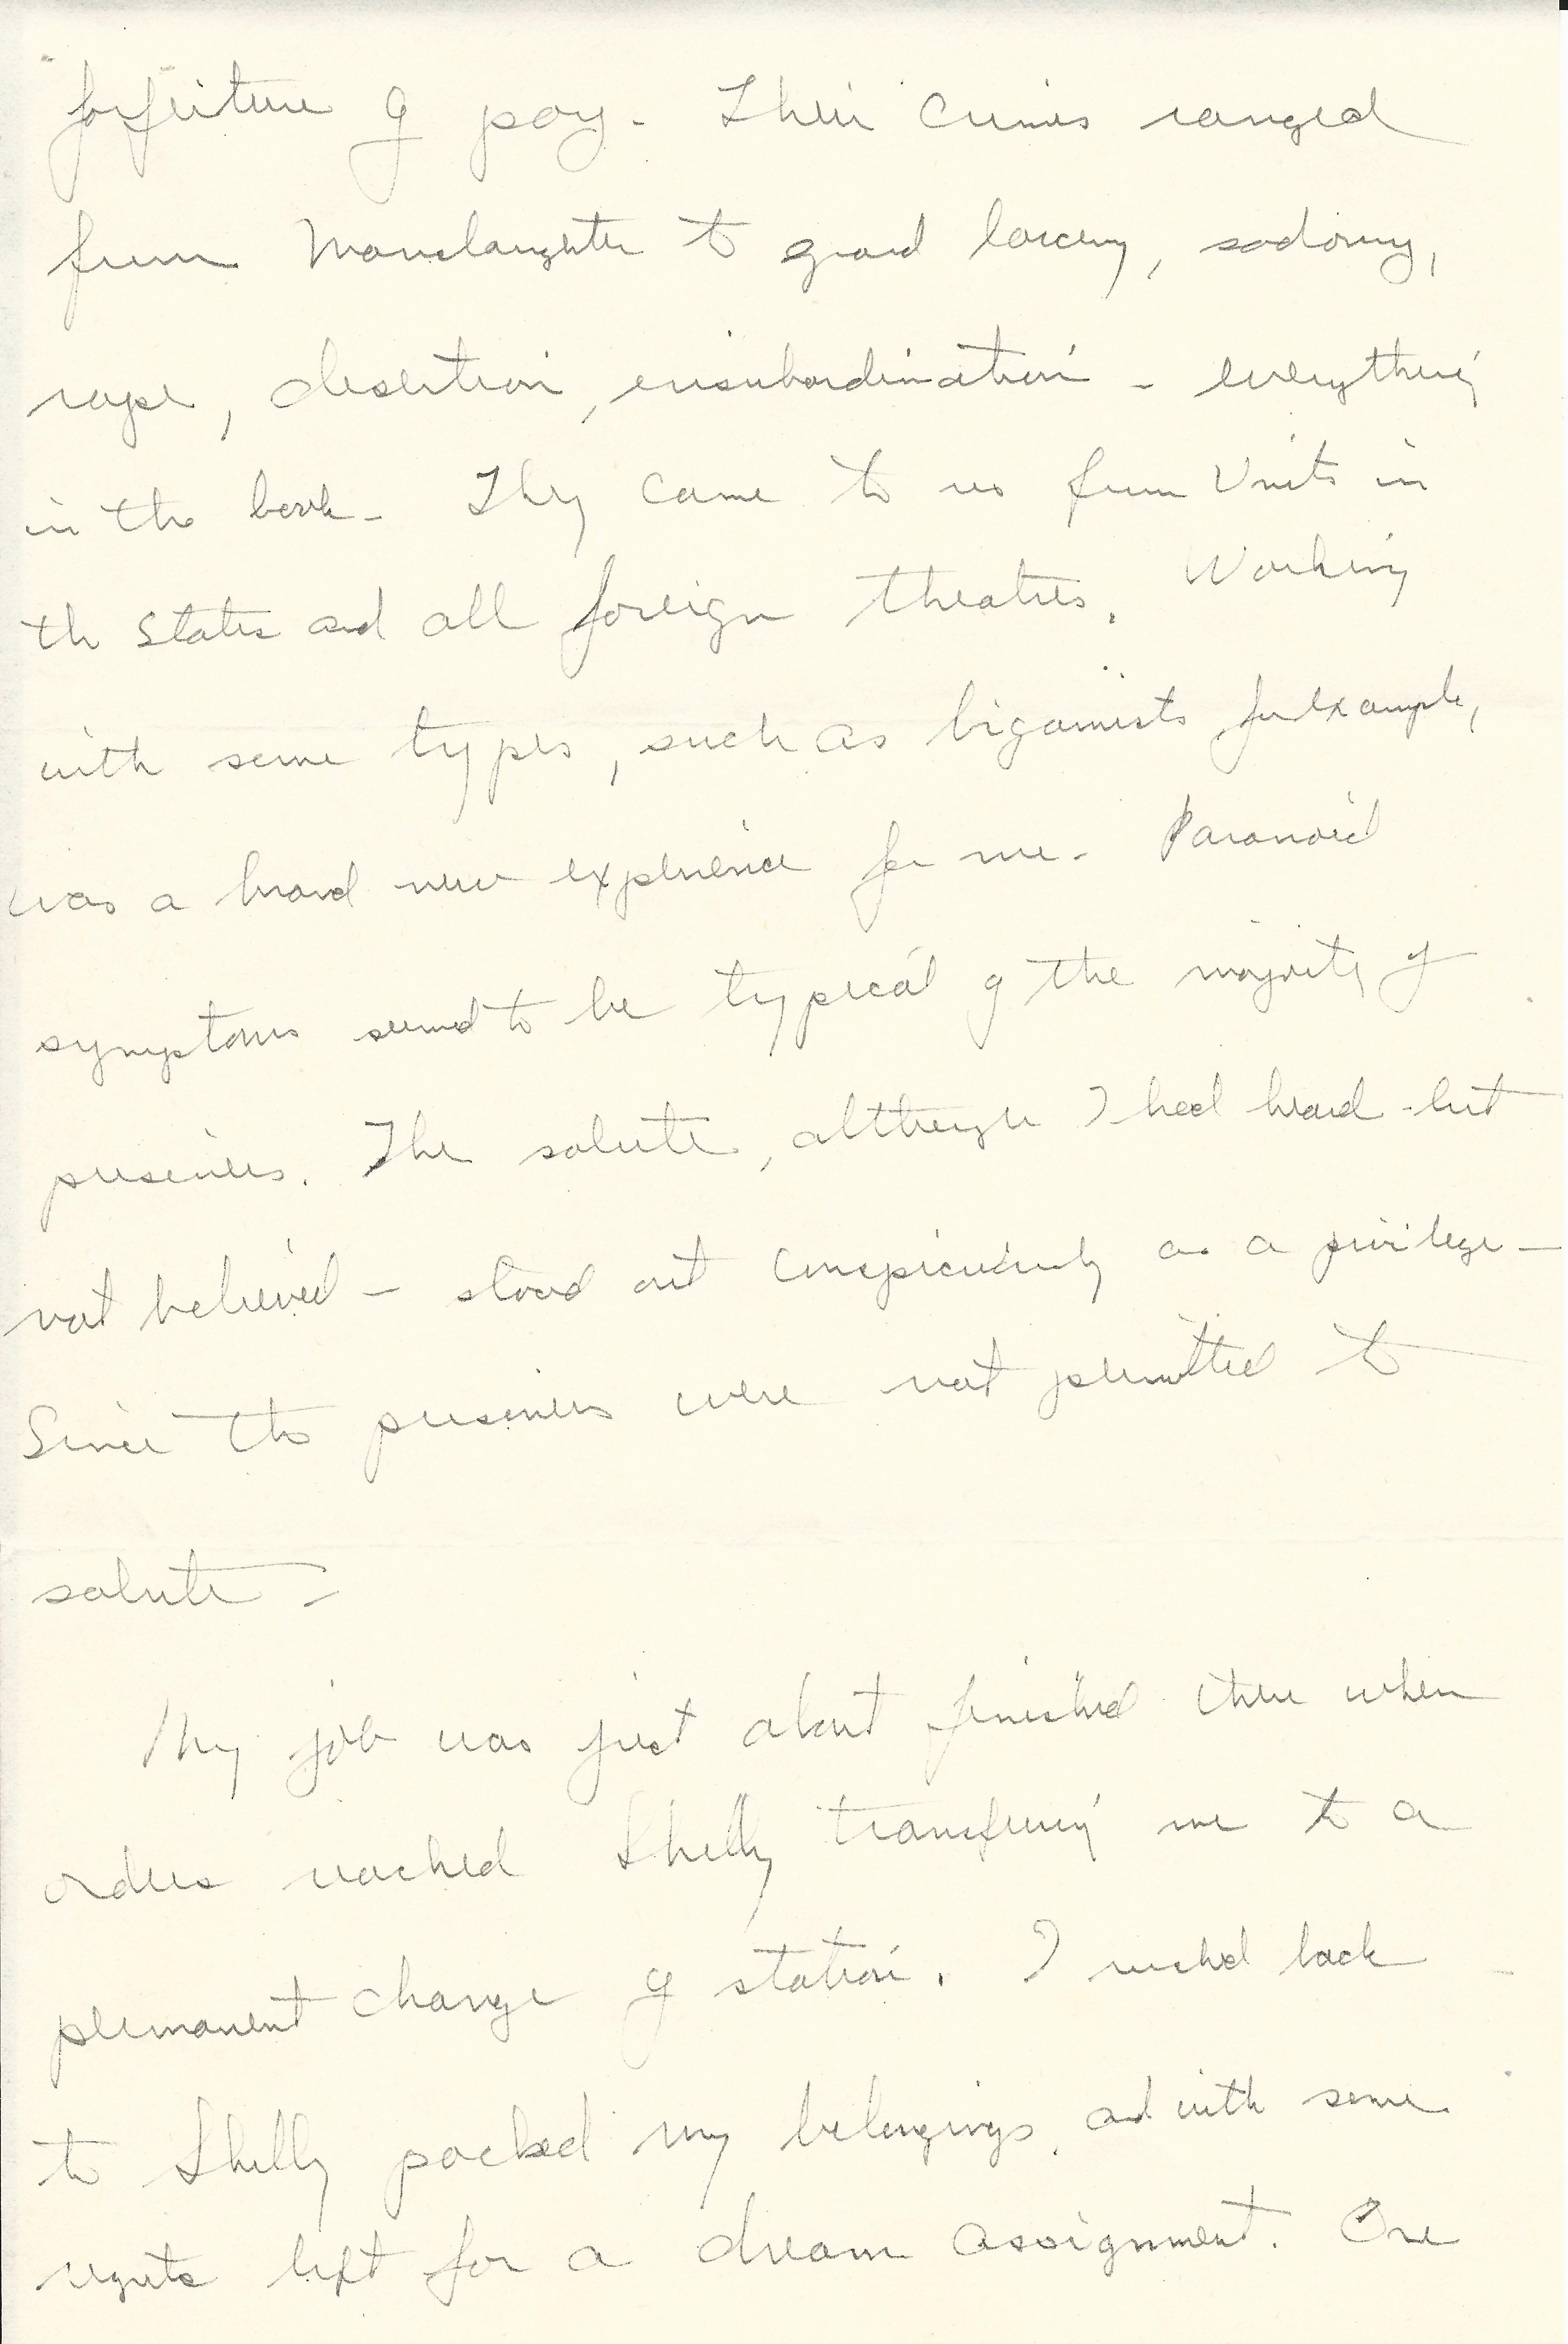 forfeiture of pay. Their crimes ranged
from Manslaughter to grand larceny, sodomy,
rape, desertion, insubordination - everything
in the book. They came to us from Units in
the States and all foreign theatres. Working
with some types, such as bigamists for example,
was a brand new experience for me. Paranoid
symptoms seemed to be typical of the majority of
prisoners. The salute, although I had heard - but
not believed - stood out conspicuously as a privilege -
Since the prisoners were not permitted to
salute -
My job was just about finished there when
orders reached Shelby transferring me to a
permanent change of station. I rushed back
to Shelby packed my belongings, and with some
regrets left for a dream assignment. One